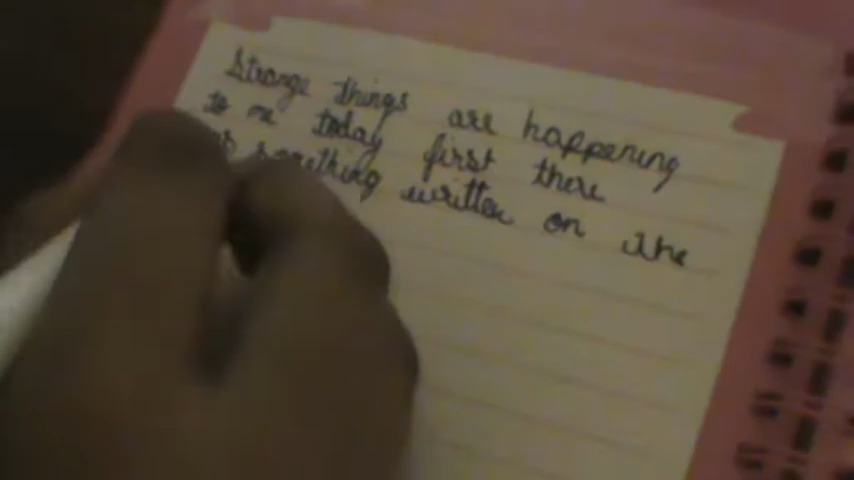 Strange things are happening
to me today first there
something written on the